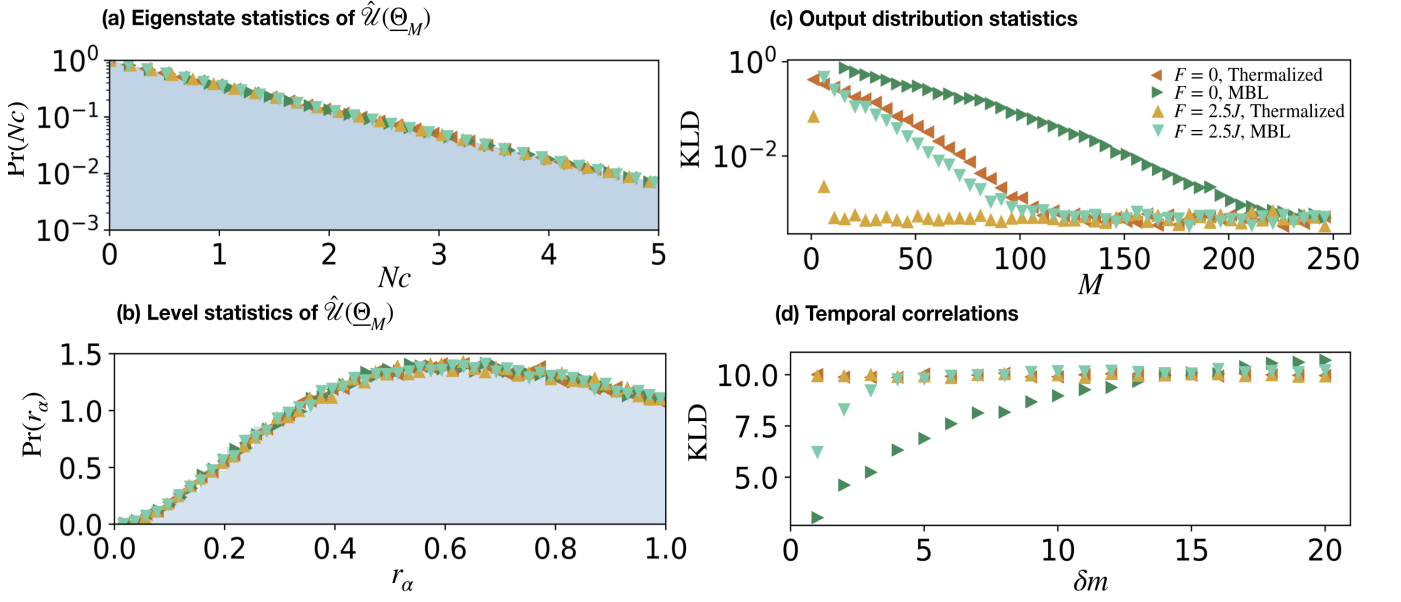 (a) Eigenstate statistics of 𝒰̂(Θ_M)
10⁰
10⁻¹
10⁻²
10⁻³
Pr(Nc)
0 1 2 3 4 5
Nc
(b) Level statistics of 𝒰̂(Θ_M)
1.5
1.0
0.5
0.0
Pr(r_α)
0.0 0.2 0.4 0.6 0.8 1.0
r_α
(c) Output distribution statistics
10⁰
10⁻²
KLD
F = 0, Thermalized
F = 0, MBL
F = 2.5J, Thermalized
F = 2.5J, MBL
0 50 100 150 200 250
M
(d) Temporal correlations
10.0
7.5
5.0
KLD
0 5 10 15 20
δm